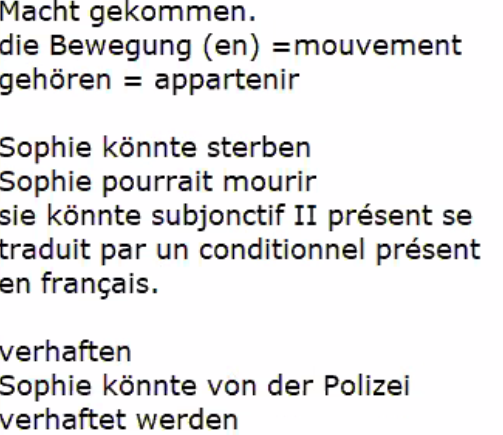 Macht gekommen.
die Bewegung (en) =mouvement
gehören = appartenir
Sophie könnte sterben
Sophie pourrait mourir
sie könnte subjonctif II présent se
traduit par un conditionnel présent
en français.
verhaften
Sophie könnte von der Polizei
verhaftet werden